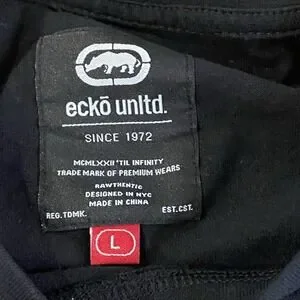 eckō unltd.
SINCE 1972
MCMLXXII 'TIL INFINITY
TRADE MARK OF PREMIUM WEARS
RAWTHENTIC
DESIGNED IN NYC
MADE IN CHINA
REG.TDMK. EST.CST.
L